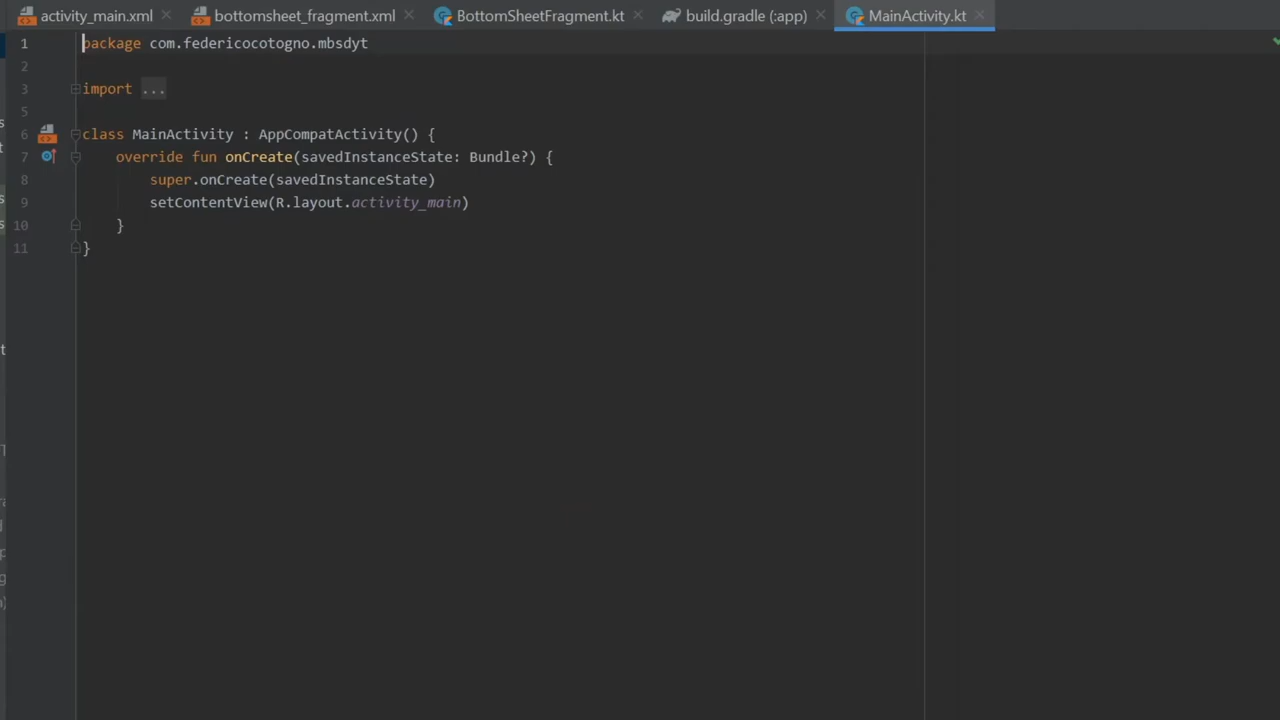 activity_main.xml bottomsheet_fragment.xml BottomSheetFragment.kt build.gradle (:app) MainActivity.kt
1 package com.federicocotogno.mbsdyt
2
3 import ...
5
6 class MainActivity : AppCompatActivity() {
7 override fun onCreate(savedInstanceState: Bundle?) {
8 super.onCreate(savedInstanceState)
9 setContentView(R.layout.activity_main)
10 }
11 }